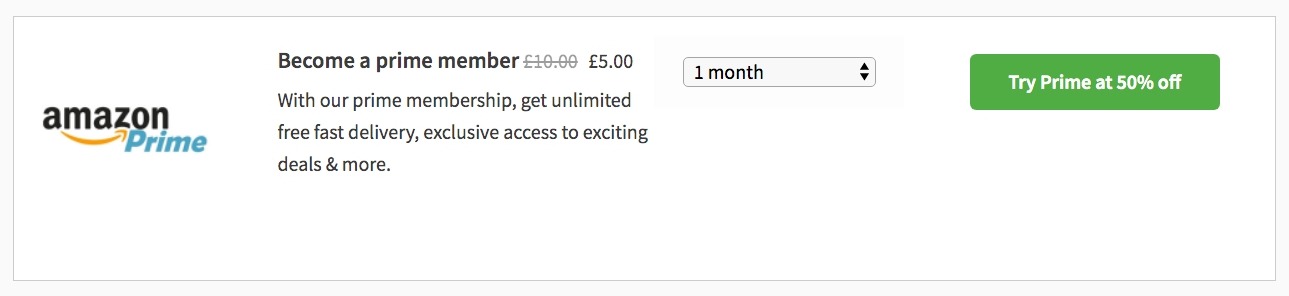 amazon
Prime
Become a prime member £10.00 £5.00
With our prime membership, get unlimited
free fast delivery, exclusive access to exciting
deals & more.
1 month
Try Prime at 50% off